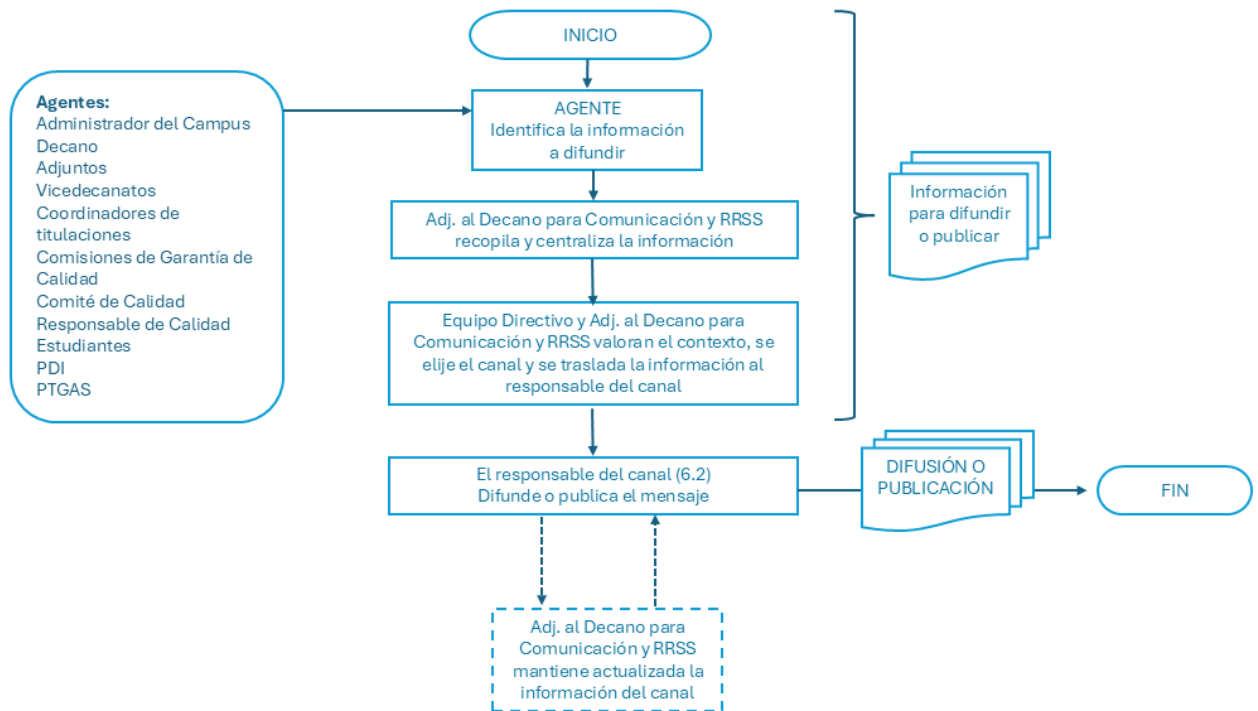 INICIO
Agentes:
Administrador del Campus
Decano
Adjuntos
Vicedecanatos
Coordinadores de
titulaciones
Comisiones de Garantía de
Calidad
Comité de Calidad
Responsable de Calidad
Estudiantes
PDI
PTGAS
AGENTE
Identifica la información
a difundir
Adj. al Decano para Comunicación y RRSS
recopila y centraliza la información
Equipo Directivo y Adj. al Decano para
Comunicación y RRSS valoran el contexto, se
elije el canal y se traslada la información al
responsable del canal
Información
para difundir
o publicar
El responsable del canal (6.2)
Difunde o publica el mensaje
DIFUSIÓN O
PUBLICACIÓN
FIN
Adj. al Decano para
Comunicación y RRSS
mantiene actualizada la
información del canal